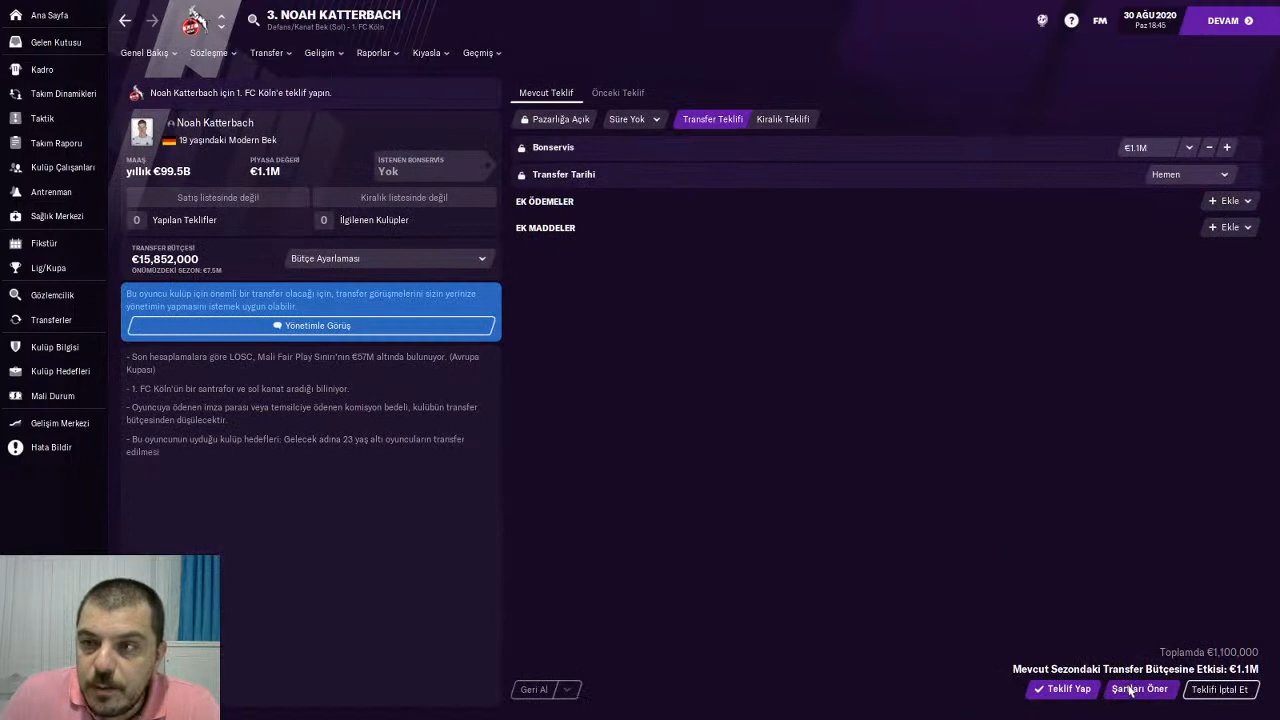 Ana Sayfa
Gelen Kutusu
Kadro
Takım Dinamikleri
Taktik
Takım Raporu
Kulüp Çalışanları
Antrenman
Sağlık Merkezi
Fikstür
Lig/Kupa
Gözlemcilik
Transferler
Kulüp Bilgisi
Kulüp Hedefleri
Mali Durum
Gelişim Merkezi
Hata Bildir
3. NOAH KATTERBACH
Defans/Kanat Bek (Sol) - 1. FC Köln
FM
30 AĞU 2020
Paz 18:45
DEVAM
Genel Bakış
Sözleşme
Transfer
Gelişim
Raporlar
Kıyasla
Geçmiş
Noah Katterbach için 1. FC Köln'e teklif yapın.
Noah Katterbach
19 yaşındaki Modern Bek
MAAŞ
yıllık €99.5B
PİYASA DEĞERİ
€1.1M
İSTENEN BONSERVİS
Yok
Satış listesinde değil
Kiralık listesinde değil
0 Yapılan Teklifler
0 İlgilenen Kulüpler
TRANSFER BÜTÇESİ
€15,852,000
ÖNÜMÜZDEKİ SEZON: €7.5M
Bütçe Ayarlaması
Bu oyuncu kulüp için önemli bir transfer olacağı için, transfer görüşmelerini sizin yerinize
yönetimin yapmasını istemek uygun olabilir.
Yönetimle Görüş
- Son hesaplamalara göre LOSC, Mali Fair Play Sınırı'nın €57M altında bulunuyor. (Avrupa
Kupası)
- 1. FC Köln'ün bir santrafor ve sol kanat aradığı biliniyor.
- Oyuncuya ödenen imza parası veya temsilciye ödenen komisyon bedeli, kulübün transfer
bütçesinden düşülecektir.
- Bu oyuncunun uyduğu kulüp hedefleri: Gelecek adına 23 yaş altı oyuncuların transfer
edilmesi
Mevcut Teklif
Önceki Teklif
Pazarlığa Açık
Süre Yok
Transfer Teklifi
Kiralık Teklifi
Bonservis
€1.1M
Transfer Tarihi
Hemen
EK ÖDEMELER
+ Ekle
EK MADDELER
+ Ekle
Toplamda €1,100,000
Mevcut Sezondaki Transfer Bütçesine Etkisi: €1.1M
Geri Al
Teklif Yap
Şartları Öner
Teklifi İptal Et